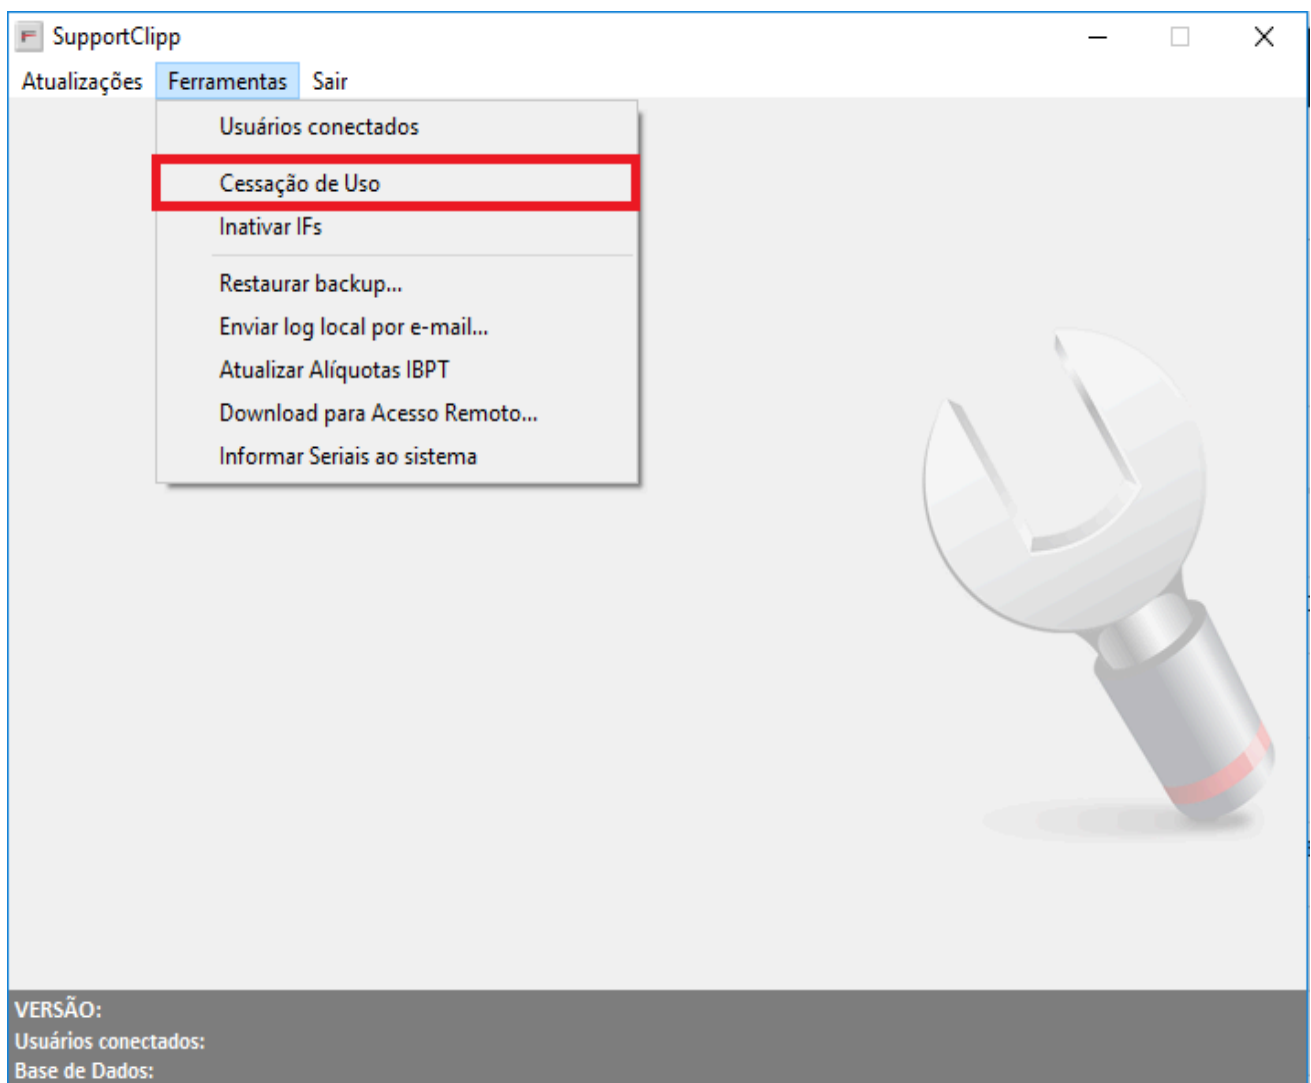 SupportClipp
Atualizações Ferramentas Sair
Usuários conectados
Cessação de Uso
Inativar IFs
Restaurar backup...
Enviar log local por e-mail...
Atualizar Alíquotas IBPT
Download para Acesso Remoto...
Informar Seriais ao sistema
VERSÃO:
Usuários conectados:
Base de Dados: